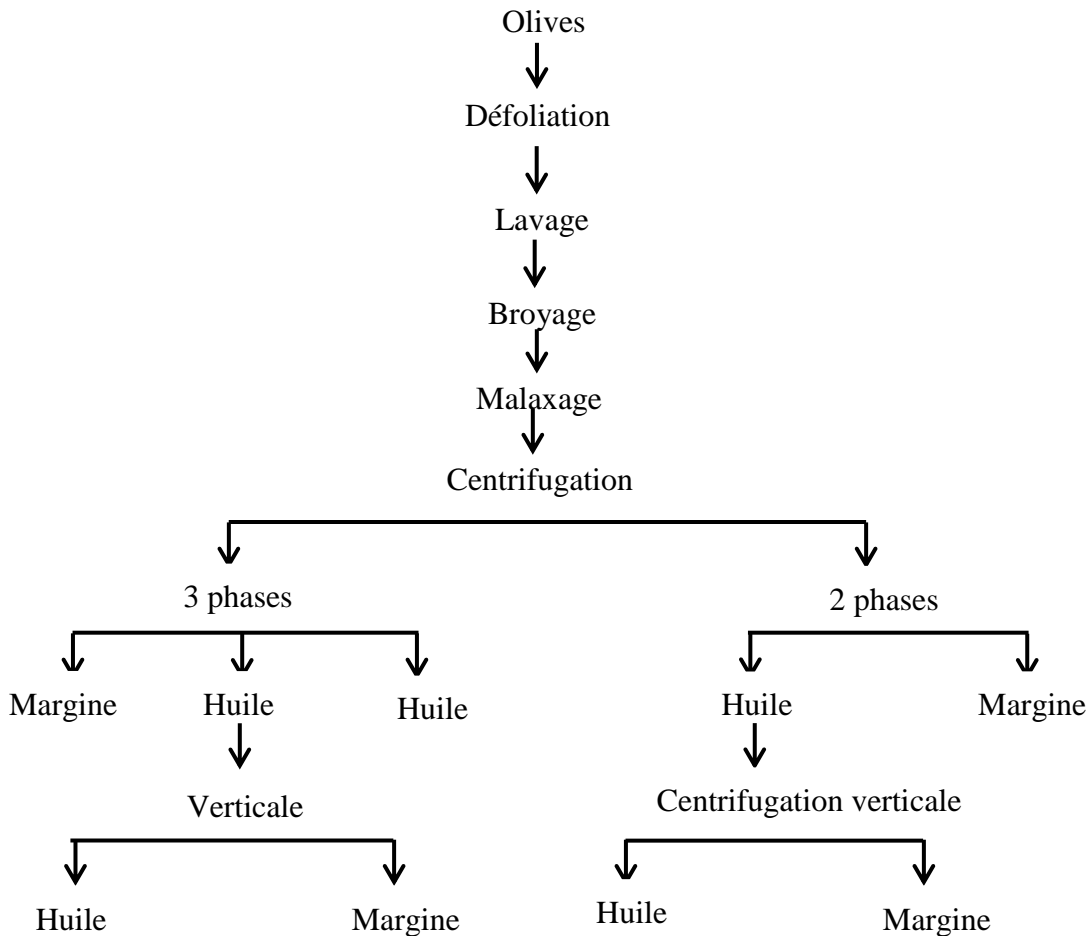 Olives
Défoliation
Lavage
Broyage
Malaxage
Centrifugation
3 phases
2 phases
Margine
Huile
Huile
Huile
Margine
Verticale
Centrifugation verticale
Huile
Margine
Huile
Margine